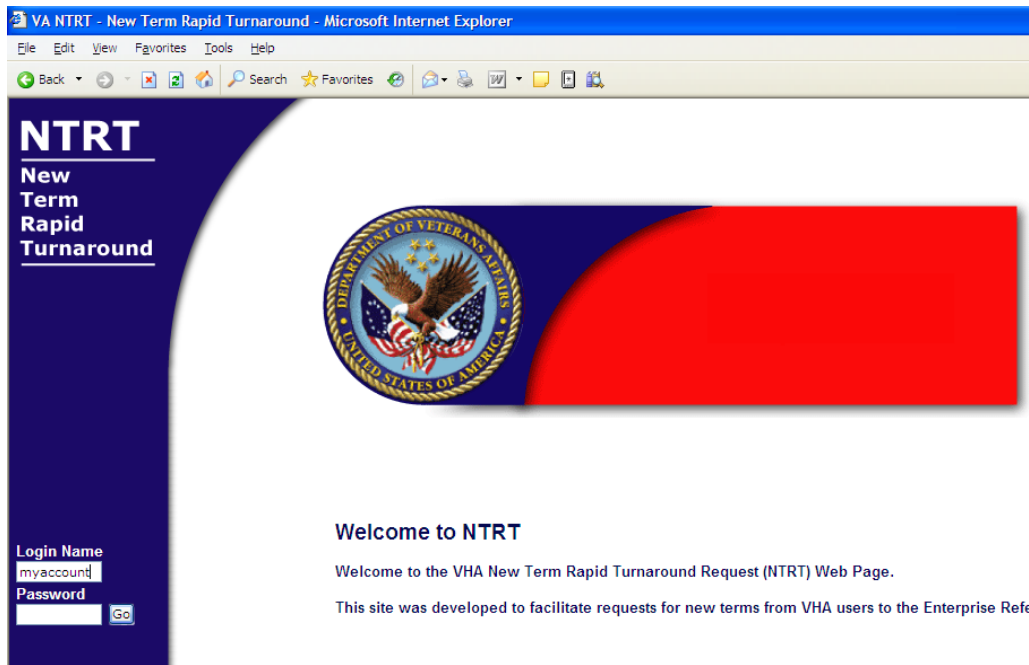 VA NTRT - New Term Rapid Turnaround - Microsoft Internet Explorer
File Edit View Favorites Tools Help
Back Search Favorites
NTRT
New
Term
Rapid
Turnaround
DEPARTMENT OF VETERANS AFFAIRS
UNITED STATES OF AMERICA
Welcome to NTRT
Welcome to the VHA New Term Rapid Turnaround Request (NTRT) Web Page.
This site was developed to facilitate requests for new terms from VHA users to the Enterprise Refe
Login Name
myaccount
Password
Go